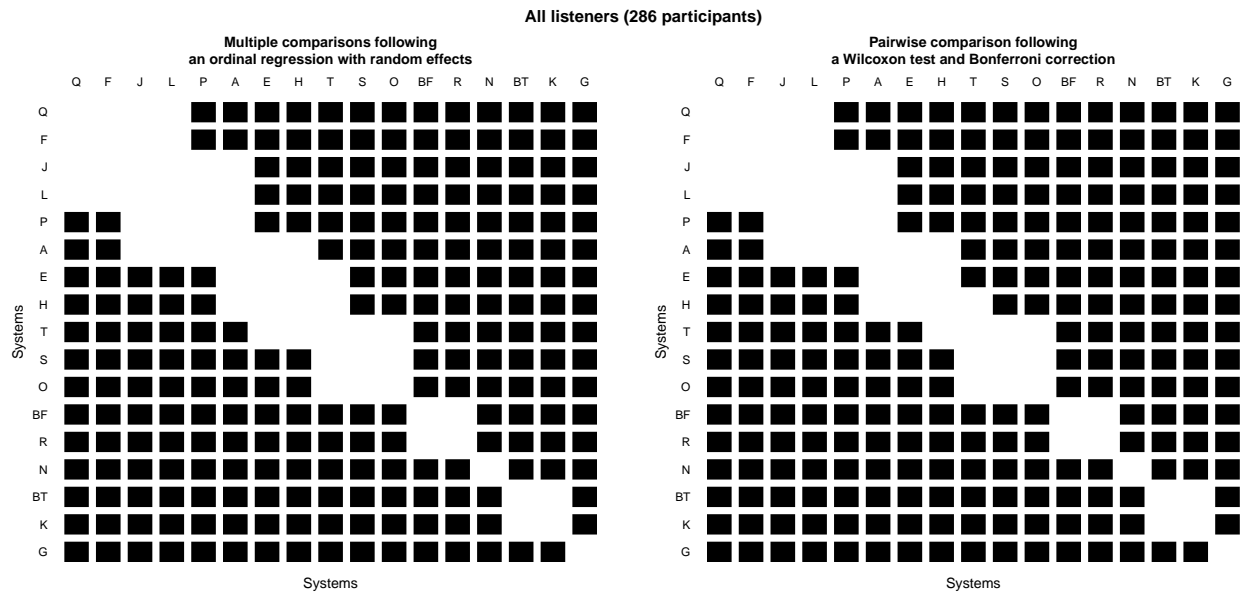 All listeners (286 participants)
Multiple comparisons following
an ordinal regression with random effects
Q F J L P A E H T S O BF R N BT K G
Q
F
J
L
P
A
E
H
T
S
O
BF
R
N
BT
K
G
Systems
Systems
Pairwise comparison following
a Wilcoxon test and Bonferroni correction
Q F J L P A E H T S O BF R N BT K G
Q
F
J
L
P
A
E
H
T
S
O
BF
R
N
BT
K
G
Systems
Systems